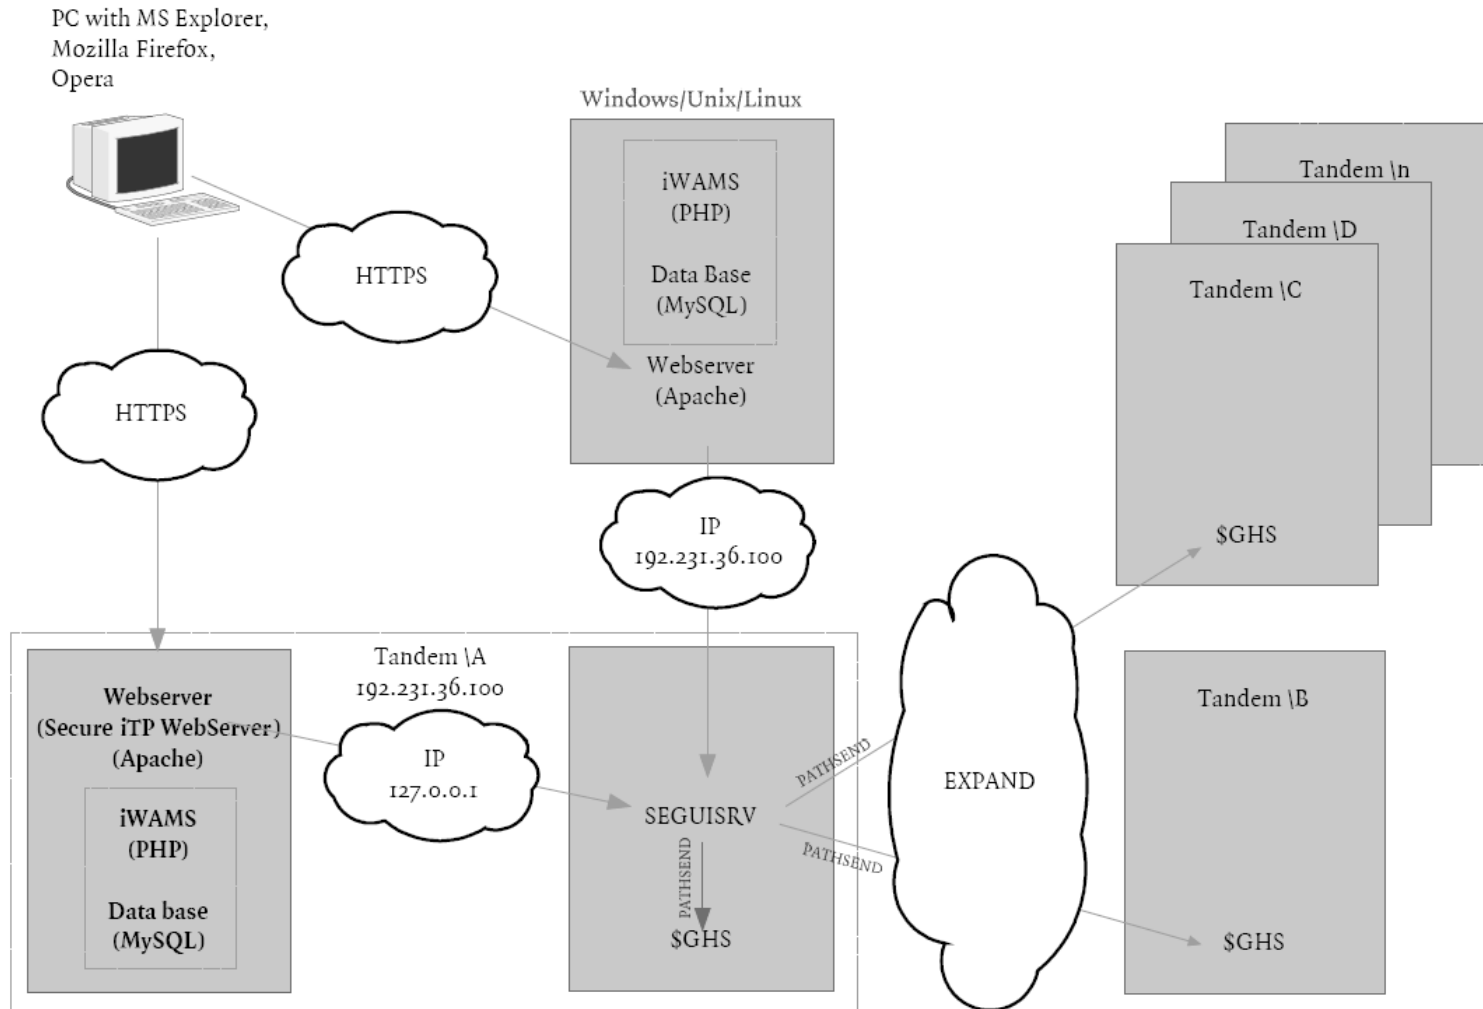 PC with MS Explorer,
Mozilla Firefox,
Opera
Windows/Unix/Linux
iWAMS
(PHP)
Data Base
(MySQL)
Webserver
(Apache)
HTTPS
HTTPS
IP
192.231.36.100
Tandem \n
Tandem \D
Tandem \C
$GHS
Tandem \A
192.231.36.100
Webserver
(Secure iTP WebServer)
(Apache)
iWAMS
(PHP)
Data base
(MySQL)
IP
127.0.0.1
SEGUISRV
PATHSEND
$GHS
PATHSEND
PATHSEND
EXPAND
Tandem \B
$GHS